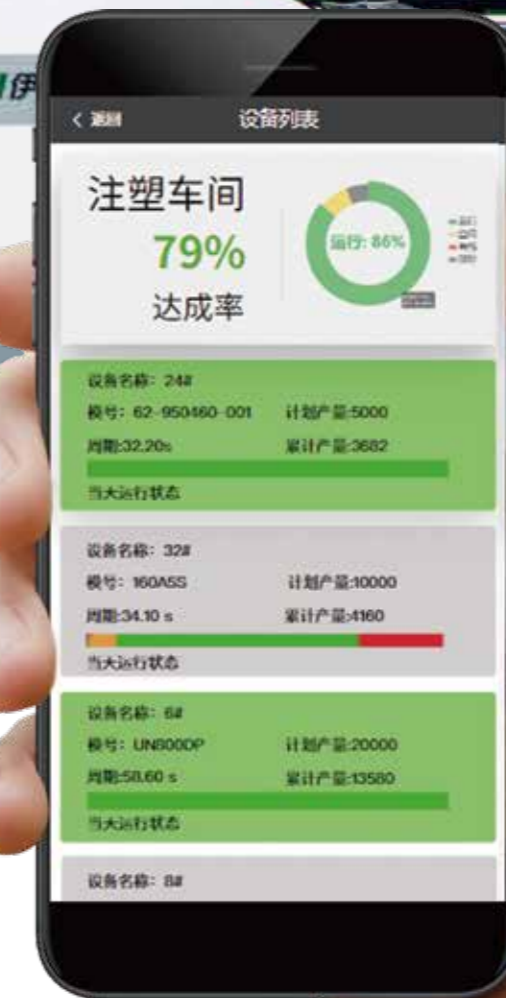 伊
< 返回
设备列表
注塑车间
79%
达成率
运行: 86%
设备名称: 24#
模号: 62-950460-001 计划产量:5000
周期:32.20s 累计产量:3682
当天运行状态
设备名称: 32#
模号: 160A5S 计划产量:10000
周期:34.10 s 累计产量:4160
当天运行状态
设备名称: 6#
模号: UN800DP 计划产量:20000
周期:58.60 s 累计产量:13580
当天运行状态
设备名称: 8#